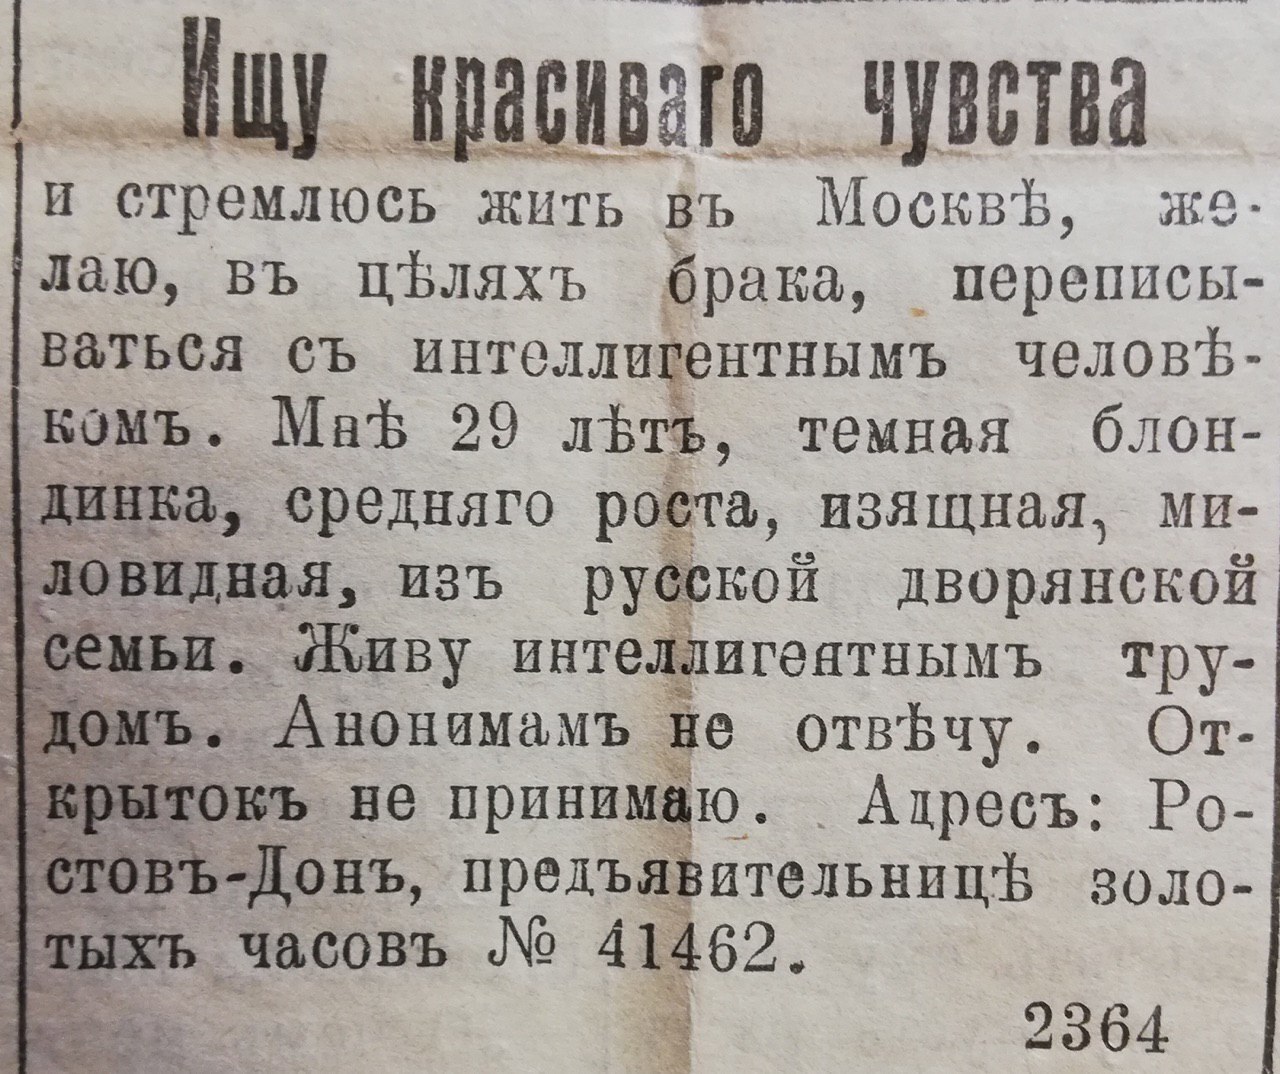 Ищу красиваго чувства
и стремлюсь жить въ Москвѣ, же-
лаю, въ цѣляхъ брака, переписы-
ваться съ интеллигентнымъ человѣ-
комъ. Мнѣ 29 лѣтъ, темная блон-
динка, средняго роста, изящная, ми-
ловидная, изъ русской дворянской
семьи. Живу интеллигентнымъ тру-
домъ. Анонимамъ не отвѣчу. От-
крытокъ не принимаю. Адресъ: Ро-
стовъ-Донъ, предъявительницѣ золо-
тыхъ часовъ № 41462.
2364